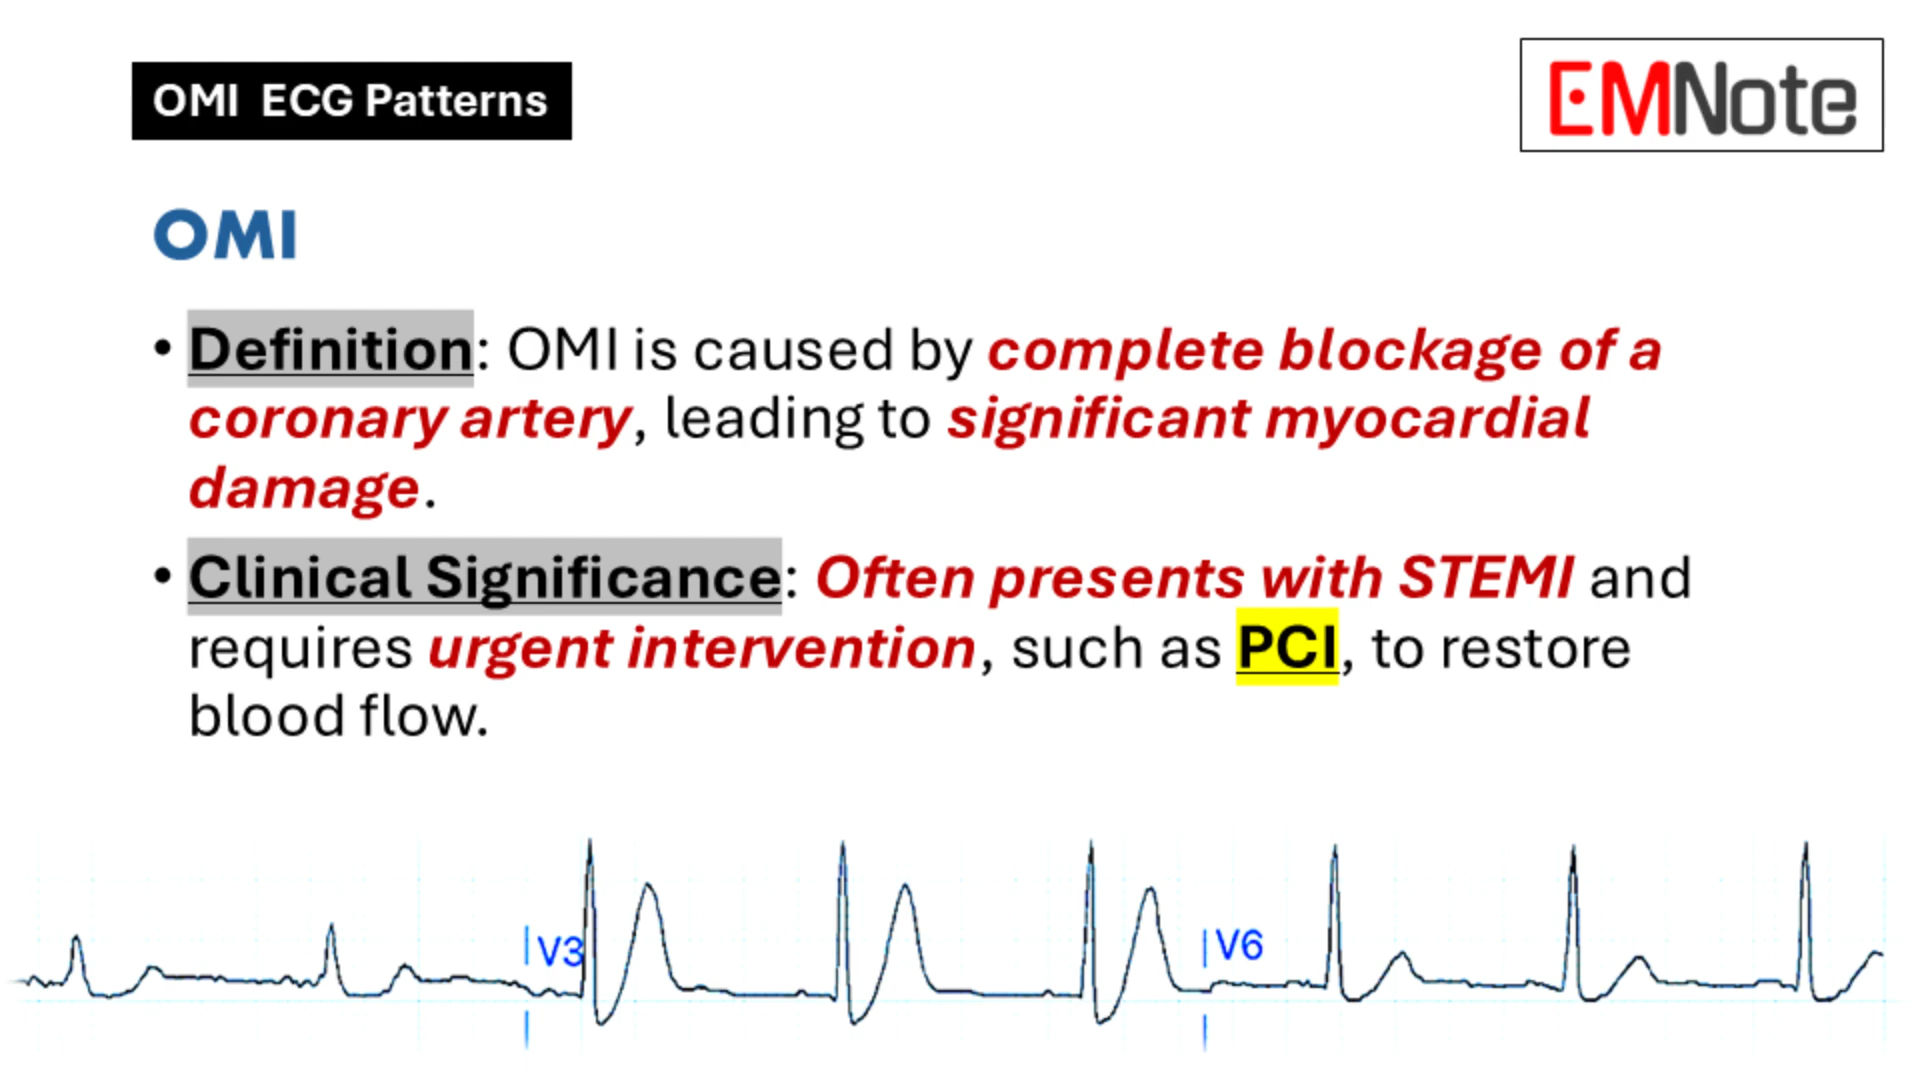 OMI ECG Patterns
EMNote
OMI
• Definition: OMI is caused by complete blockage of a
coronary artery, leading to significant myocardial
damage.
• Clinical Significance: Often presents with STEMI and
requires urgent intervention, such as PCI, to restore
blood flow.
V3
V6